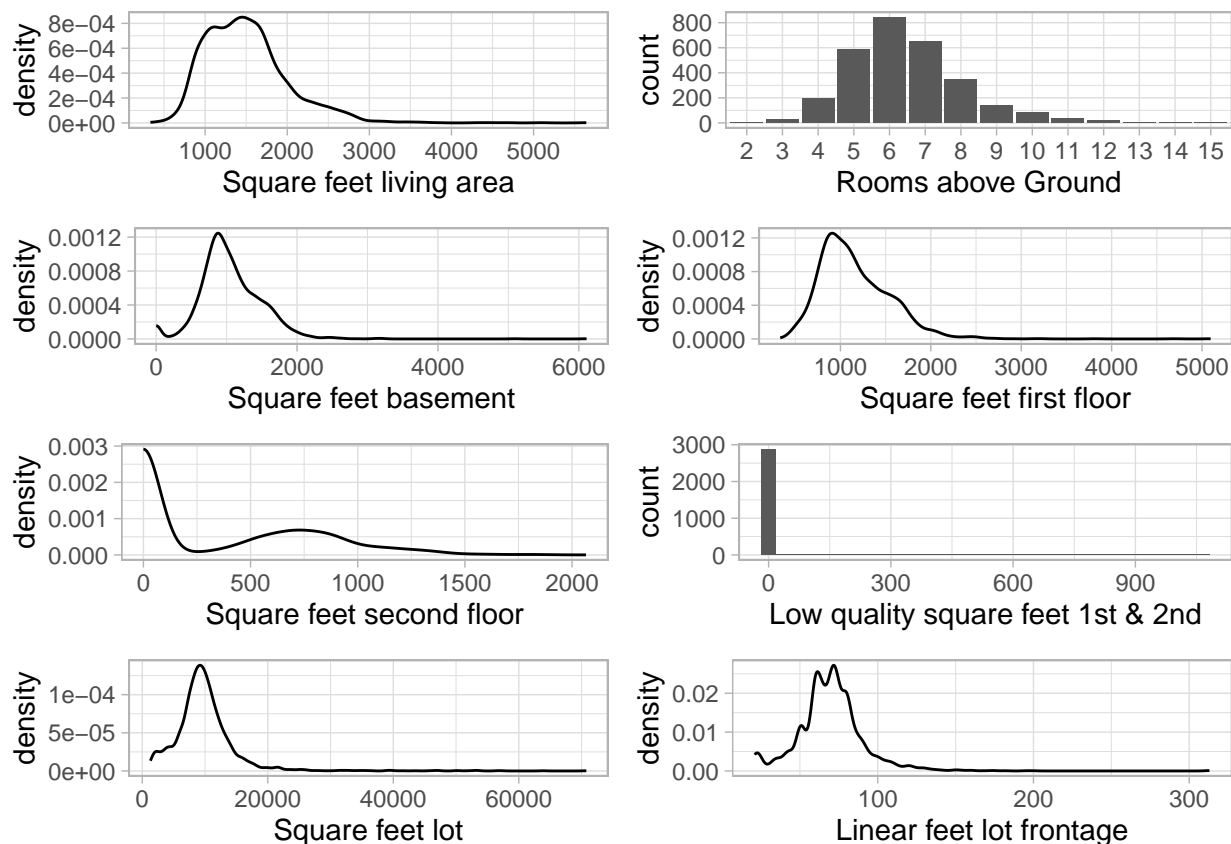 density
8e−04
6e−04
4e−04
2e−04
0e+00
1000 2000 3000 4000 5000
Square feet living area
count
800
600
400
200
0
2 3 4 5 6 7 8 9 10 11 12 13 14 15
Rooms above Ground
density
0.0012
0.0008
0.0004
0.0000
0 2000 4000 6000
Square feet basement
density
0.0012
0.0008
0.0004
0.0000
1000 2000 3000 4000 5000
Square feet first floor
density
0.003
0.002
0.001
0.000
0 500 1000 1500 2000
Square feet second floor
count
3000
2000
1000
0
0 300 600 900
Low quality square feet 1st & 2nd
density
1e−04
5e−05
0e+00
0 20000 40000 60000
Square feet lot
density
0.02
0.01
0.00
100 200 300
Linear feet lot frontage